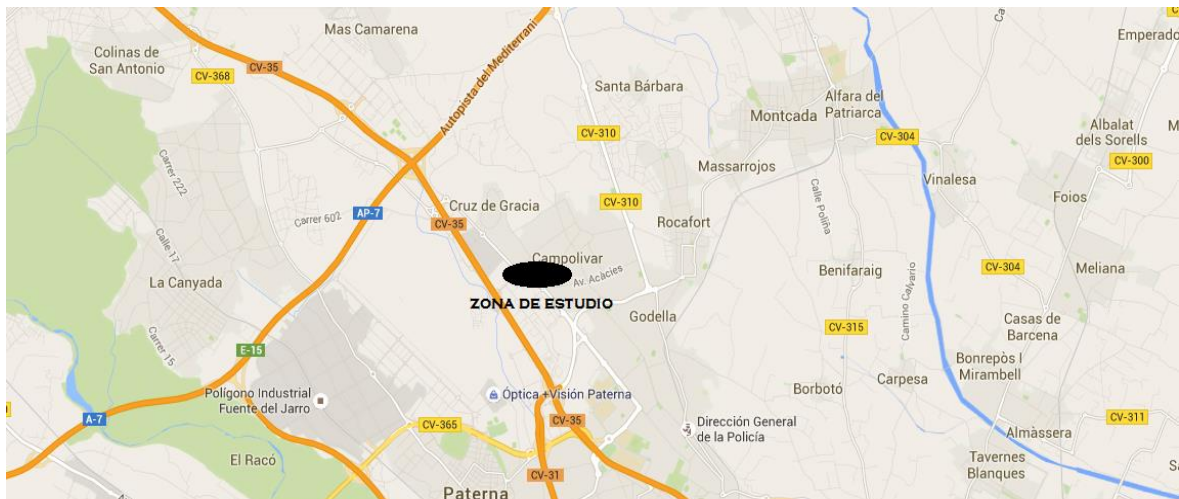 Mas Camarena
Colinas de
San Antonio
CV-368
CV-35
Autopista del Mediterrani
Santa Bárbara
CV-310
Montcada
Alfara del
Patriarca
CV-304
Emperado
Albalat
dels Sorells
CV-300
Massarrojos
Vinalesa
Foios
Carrer 222
Carrer 602
AP-7
Cruz de Gracia
CV-35
CV-310
Rocafort
Calle Poliña
Calle 17
La Canyada
Campolivar
Av. Acàcies
ZONA DE ESTUDIO
Godella
Benifaraig
CV-304
Meliana
Camino Calvario
CV-315
Casas de
Barcena
Carrer 15
E-15
Bonrepòs I
Mirambell
Polígono Industrial
Fuente del Jarro
Óptica +Visión Paterna
Borbotó
Carpesa
A-7
CV-365
CV-35
Dirección General
de la Policía
CV-311
Almàssera
El Racó
CV-31
Tavernes
Blanques
Paterna